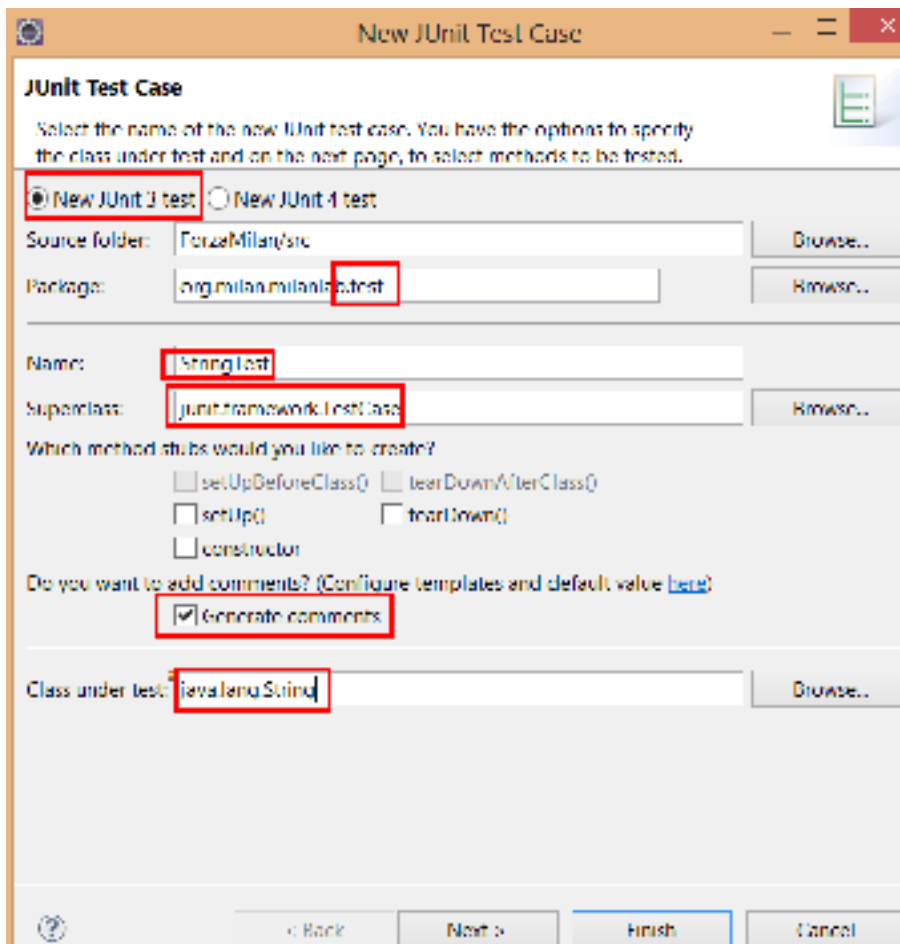 New JUnit Test Case
JUnit Test Case
Select the name of the new JUnit test case. You have the options to specify
the class under test and on the next page, to select methods to be tested.
New JUnit 3 test New JUnit 4 test
Source folder: ForzaMilan/src Browse...
Package: org.milan.milanlab.test Browse...
Name: StringTest
Superclass: junit.framework.TestCase Browse...
Which method stubs would you like to create?
setUpBeforeClass() tearDownAfterClass()
setUp() tearDown()
constructor
Do you want to add comments? (Configure templates and default value here)
Generate comments
Class under test: java.lang.String Browse...
? < Back Next > Finish Cancel